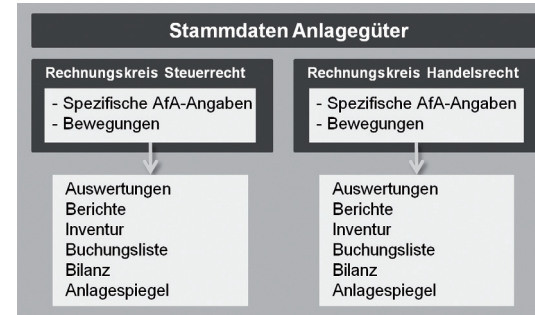 Stammdaten Anlagegüter
Rechnungskreis Steuerrecht
- Spezifische AfA-Angaben
- Bewegungen
Auswertungen
Berichte
Inventur
Buchungsliste
Bilanz
Anlagespiegel
Rechnungskreis Handelsrecht
- Spezifische AfA-Angaben
- Bewegungen
Auswertungen
Berichte
Inventur
Buchungsliste
Bilanz
Anlagespiegel